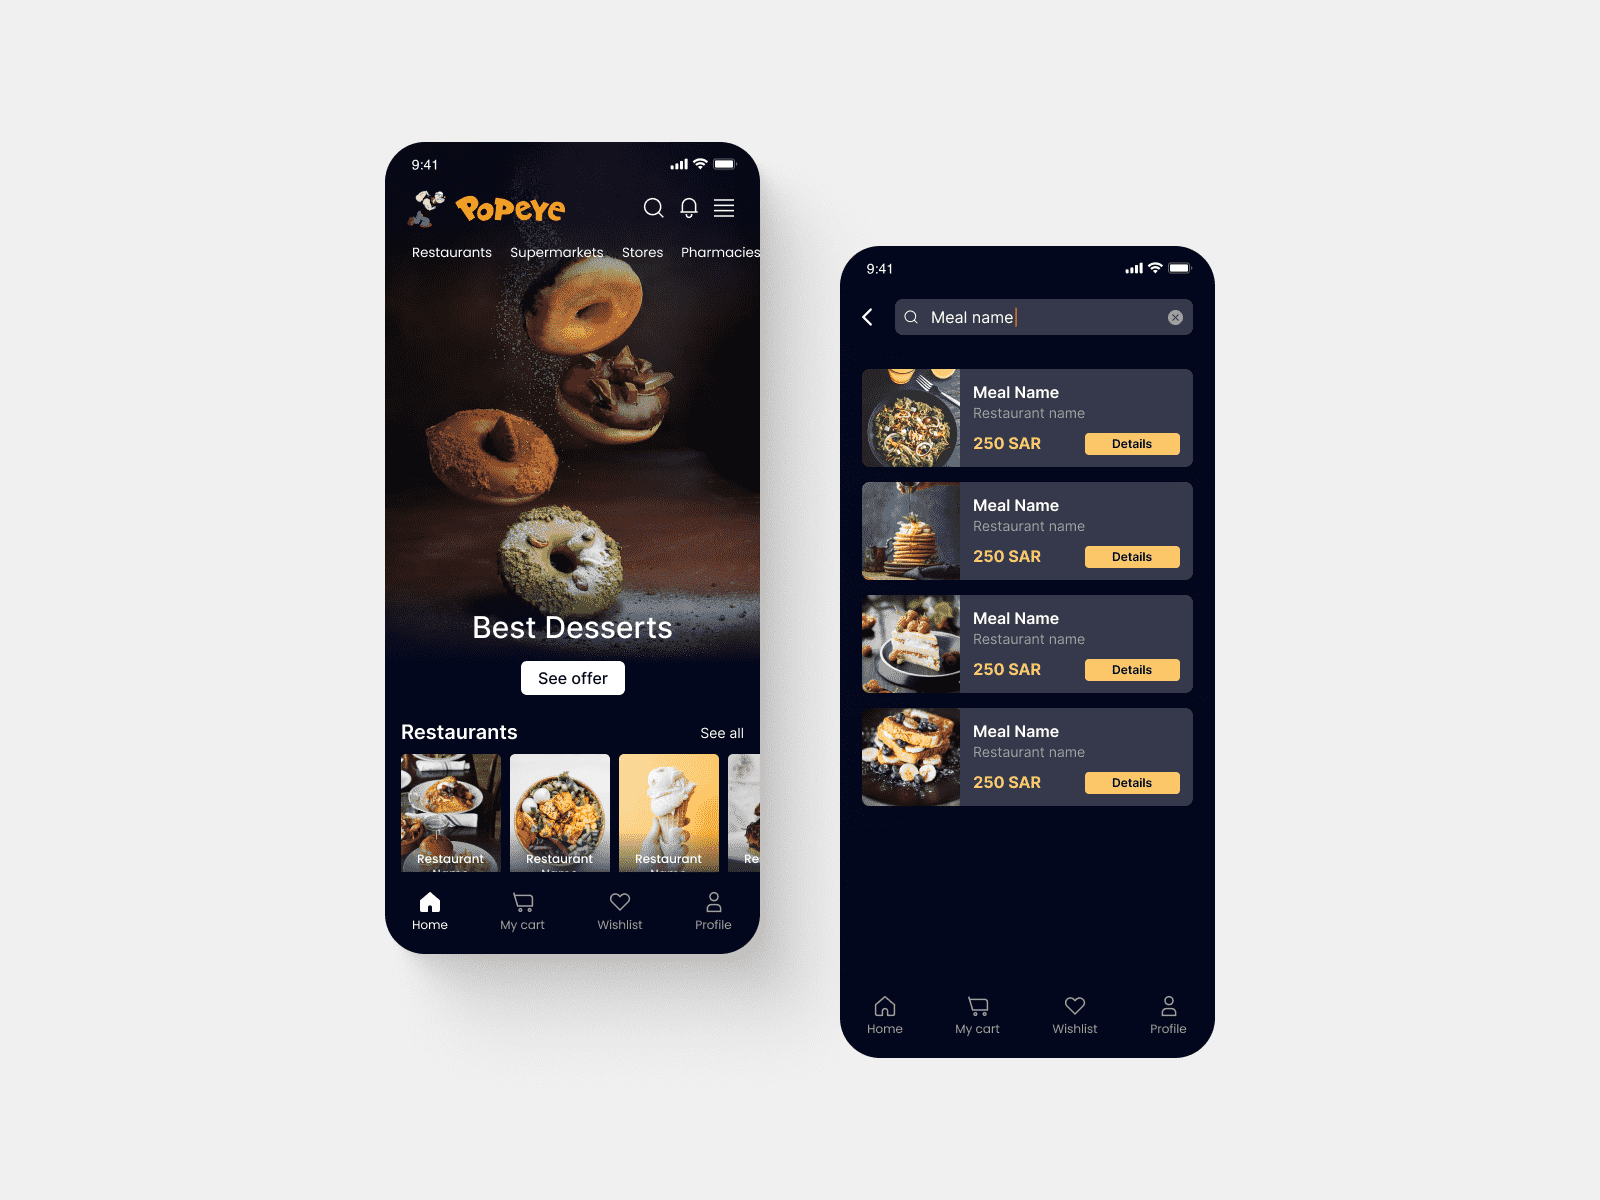 9:41
POPEYE
Restaurants Supermarkets Stores Pharmacies
Best Desserts
See offer
Restaurants See all
Restaurant Restaurant Restaurant Re
Name Name Name
Home My cart Wishlist Profile
9:41
Meal name
Meal Name
Restaurant name
250 SAR Details
Meal Name
Restaurant name
250 SAR Details
Meal Name
Restaurant name
250 SAR Details
Meal Name
Restaurant name
250 SAR Details
Home My cart Wishlist Profile